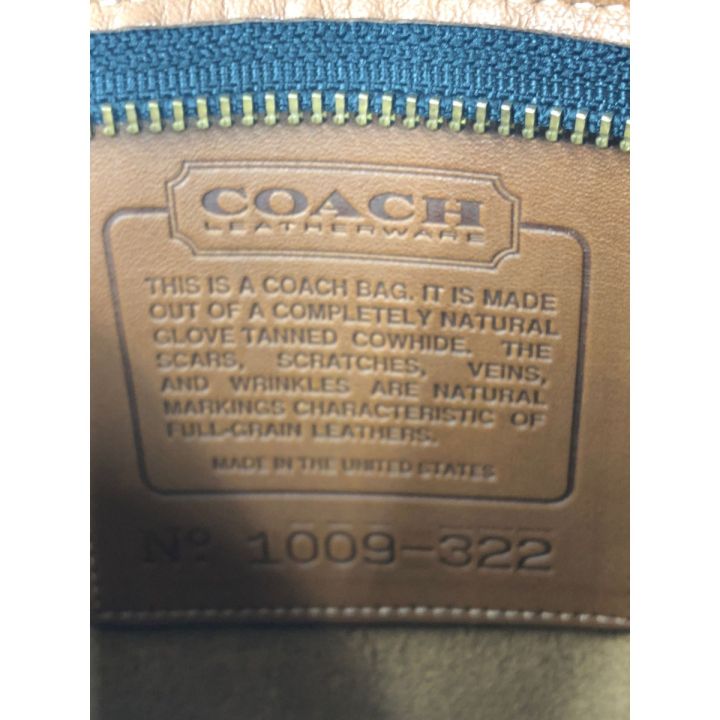 COACH
LEATHERWARE
THIS IS A COACH BAG. IT IS MADE
OUT OF A COMPLETELY NATURAL
GLOVE TANNED COWHIDE. THE
SCARS, SCRATCHES, VEINS,
AND WRINKLES ARE NATURAL
MARKINGS CHARACTERISTIC OF
FULL-GRAIN LEATHERS.
MADE IN THE UNITED STATES
Nº 1009-322